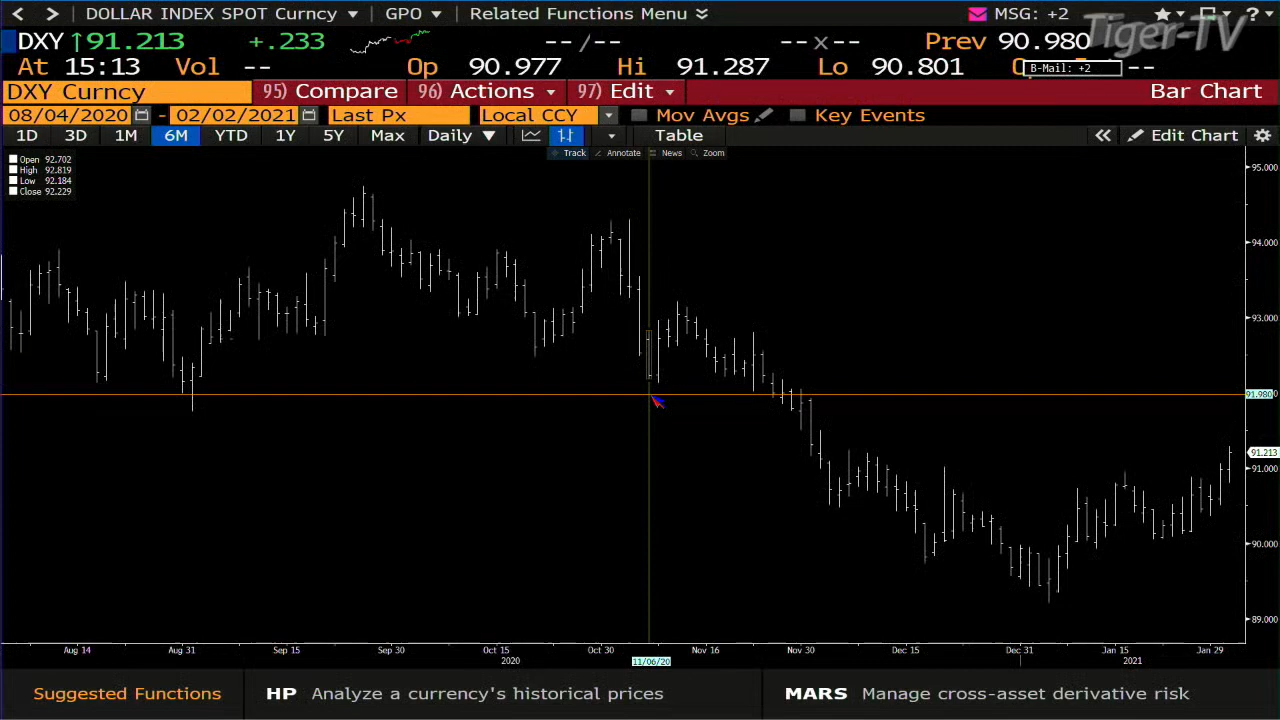 < > DOLLAR INDEX SPOT Curncy ▼ GPO ▼ Related Functions Menu MSG: +2 ?
Tiger-TV
DXY ↑91.213 +.233 --/-- --x-- Prev 90.980
At 15:13 Vol -- Op 90.977 Hi 91.287 Lo 90.801 --
B-Mail: +2
DXY Curncy 95) Compare 96) Actions 97) Edit Bar Chart
08/04/2020 - 02/02/2021 Last Px Local CCY Mov Avgs Key Events
1D 3D 1M 6M YTD 1Y 5Y Max Daily ▼ Table « Edit Chart
Track Annotate News Zoom
Open 92.702
High 92.819
Low 92.184
Close 92.229
95.000
94.000
93.000
91.980
91.213
91.000
90.000
89.000
Aug 14 Aug 31 Sep 15 Oct 15 Oct 30 Nov 16 Nov 30 Dec 15 Dec 31 Jan 15 Jan 29
2020 11/06/20 2021
Suggested Functions HP Analyze a currency's historical prices MARS Manage cross-asset derivative risk